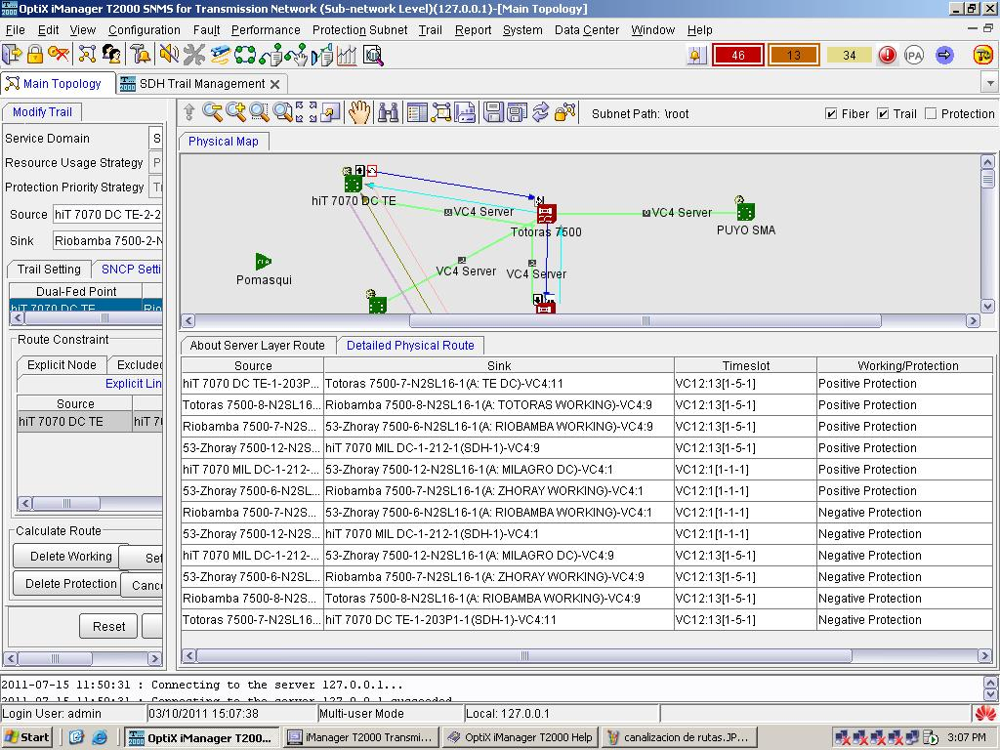 OptiX iManager T2000 SNMS for Transmission Network (Sub-network Level)(127.0.0.1)-[Main Topology]
File Edit View Configuration Fault Performance Protection Subnet Trail Report System Data Center Window Help
46 13 34 PA
Main Topology SDH Trail Management
Modify Trail
Subnet Path: \root Fiber Trail Protection
Service Domain S
Resource Usage Strategy P
Protection Priority Strategy Tr
Source hiT 7070 DC TE-2-2
Sink Riobamba 7500-2-N
Trail Setting SNCP Setti
Dual-Fed Point
hiT 7070 DC TE Rio
Route Constraint
Explicit Node Excluded
Explicit Lin
Source
hiT 7070 DC TE hiT 70
Calculate Route
Delete Working Set
Delete Protection Canc
Reset
Physical Map
hiT 7070 DC TE
VC4 Server
Totoras 7500
VC4 Server
PUYO SMA
Pomasqui
VC4 Server
VC4 Server
About Server Layer Route Detailed Physical Route
Source Sink Timeslot Working/Protection
hiT 7070 DC TE-1-203P... Totoras 7500-7-N2SL16-1(A: TE DC)-VC4:11 VC12:13[1-5-1] Positive Protection
Totoras 7500-8-N2SL16... Riobamba 7500-8-N2SL16-1(A: TOTORAS WORKING)-VC4:9 VC12:13[1-5-1] Positive Protection
Riobamba 7500-7-N2S... 53-Zhoray 7500-6-N2SL16-1(A: RIOBAMBA WORKING)-VC4:9 VC12:13[1-5-1] Positive Protection
53-Zhoray 7500-12-N2S... hiT 7070 MIL DC-1-212-1(SDH-1)-VC4:9 VC12:13[1-5-1] Positive Protection
hiT 7070 MIL DC-1-212-... 53-Zhoray 7500-12-N2SL16-1(A: MILAGRO DC)-VC4:1 VC12:1[1-1-1] Positive Protection
53-Zhoray 7500-6-N2SL... Riobamba 7500-7-N2SL16-1(A: ZHORAY WORKING)-VC4:1 VC12:1[1-1-1] Positive Protection
Riobamba 7500-7-N2S... 53-Zhoray 7500-6-N2SL16-1(A: RIOBAMBA WORKING)-VC4:1 VC12:1[1-1-1] Negative Protection
53-Zhoray 7500-12-N2S... hiT 7070 MIL DC-1-212-1(SDH-1)-VC4:1 VC12:1[1-1-1] Negative Protection
hiT 7070 MIL DC-1-212-... 53-Zhoray 7500-12-N2SL16-1(A: MILAGRO DC)-VC4:9 VC12:13[1-5-1] Negative Protection
53-Zhoray 7500-6-N2SL... Riobamba 7500-7-N2SL16-1(A: ZHORAY WORKING)-VC4:9 VC12:13[1-5-1] Negative Protection
Riobamba 7500-8-N2S... Totoras 7500-8-N2SL16-1(A: RIOBAMBA WORKING)-VC4:9 VC12:13[1-5-1] Negative Protection
Totoras 7500-7-N2SL16... hiT 7070 DC TE-1-203P1-1(SDH-1)-VC4:11 VC12:13[1-5-1] Negative Protection
2011-07-15 11:50:31 : Connecting to the server 127.0.0.1...
2011-07-15 11:50:31 : Connecting to the server 127.0.0.1 succeeded
Login User: admin 03/10/2011 15:07:38 Multi-user Mode Local: 127.0.0.1
Start OptiX iManager T200... iManager T2000 Transmi... OptiX iManager T2000 Help canalizacion de rutas.JP... 3:07 PM